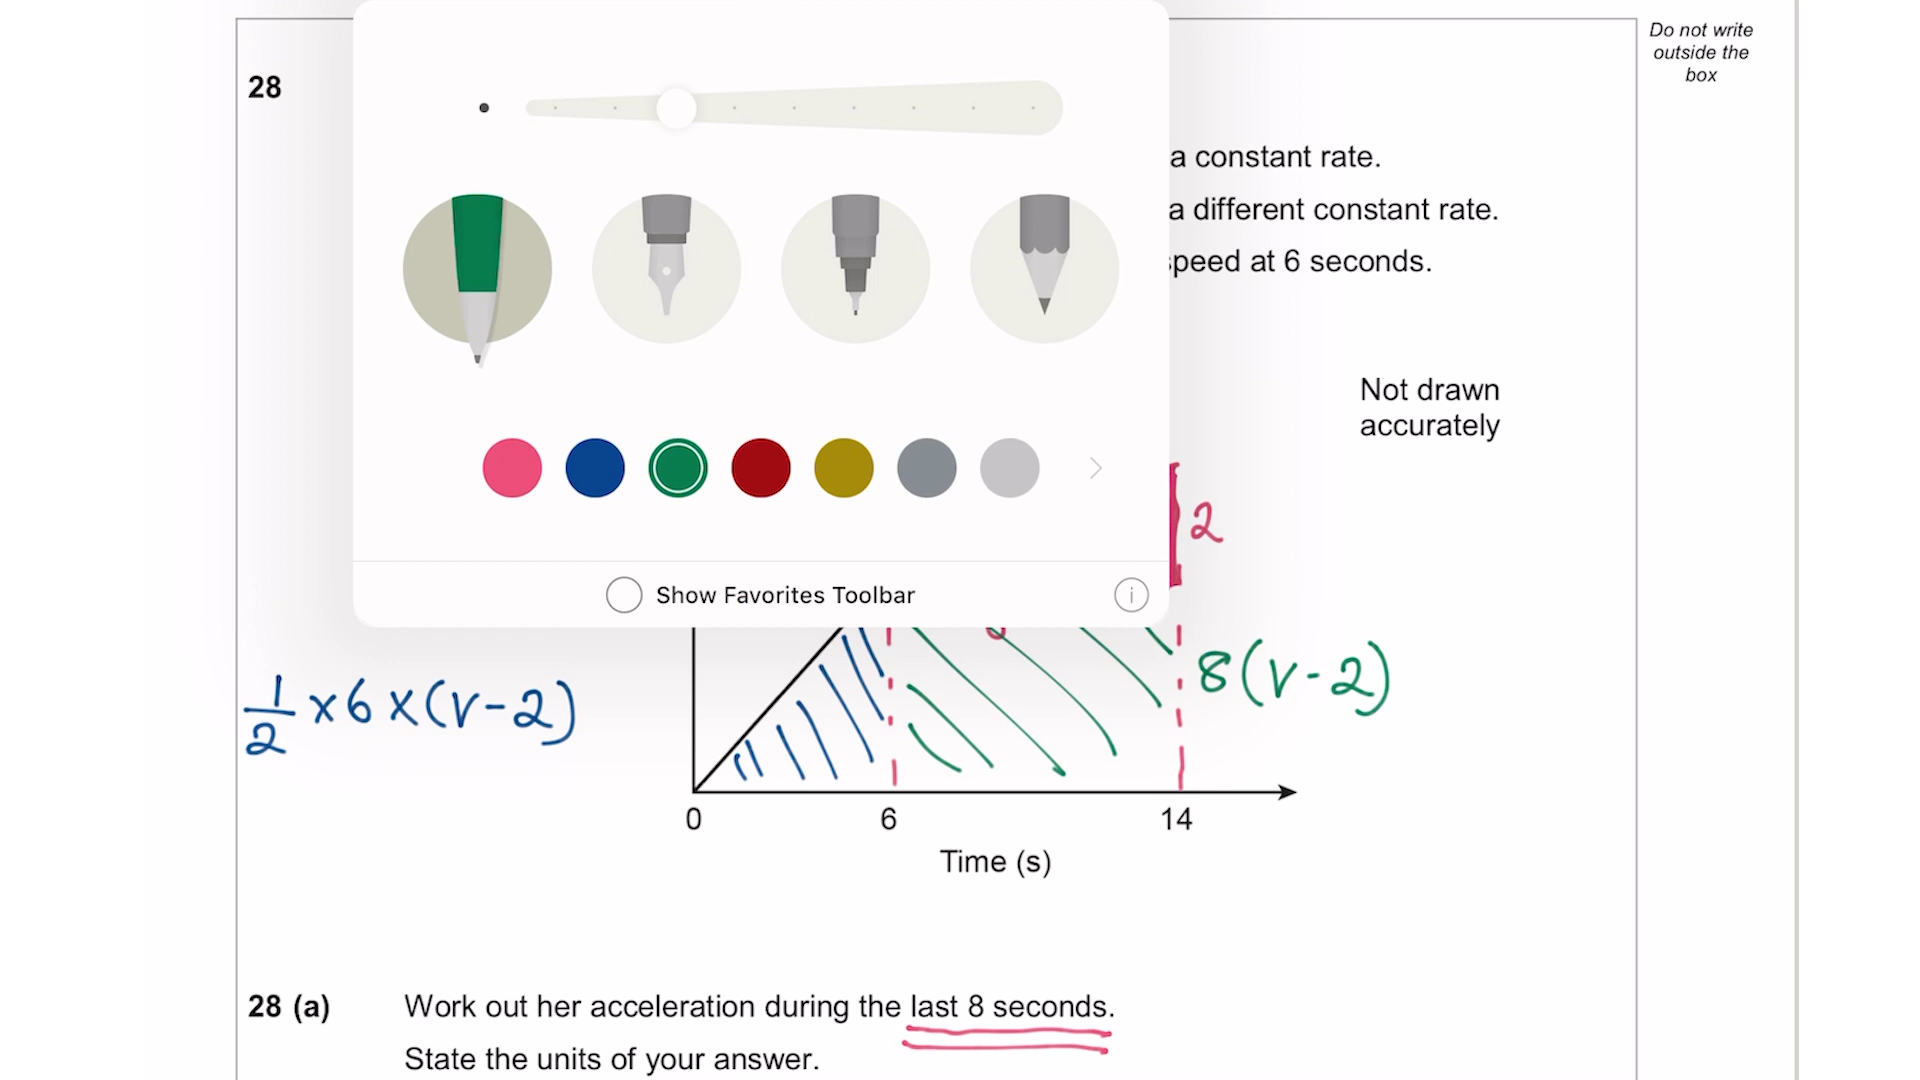 Do not write
outside the
box
28
a constant rate.
a different constant rate.
speed at 6 seconds.
Not drawn
accurately
2
Show Favorites Toolbar
i
8(v-2)
1/2 ×6×(v-2)
0 6 14
Time (s)
28 (a) Work out her acceleration during the last 8 seconds.
State the units of your answer.